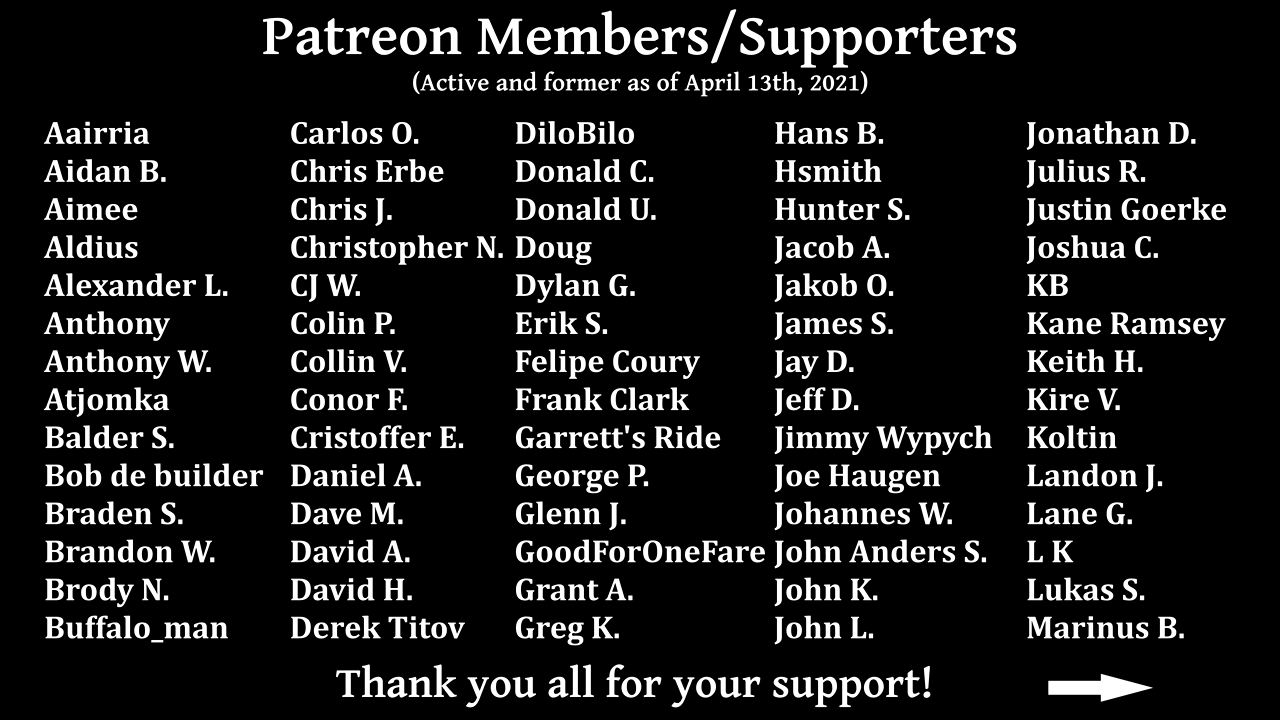 Patreon Members/Supporters
(Active and former as of April 13th, 2021)
Aairria
Aidan B.
Aimee
Aldius
Alexander L.
Anthony
Anthony W.
Atjomka
Balder S.
Bob de builder
Braden S.
Brandon W.
Brody N.
Buffalo_man
Carlos O.
Chris Erbe
Chris J.
Christopher N.
CJ W.
Colin P.
Collin V.
Conor F.
Cristoffer E.
Daniel A.
Dave M.
David A.
David H.
Derek Titov
DiloBilo
Donald C.
Donald U.
Doug
Dylan G.
Erik S.
Felipe Coury
Frank Clark
Garrett's Ride
George P.
Glenn J.
GoodForOneFare
Grant A.
Greg K.
Hans B.
Hsmith
Hunter S.
Jacob A.
Jakob O.
James S.
Jay D.
Jeff D.
Jimmy Wypych
Joe Haugen
Johannes W.
John Anders S.
John K.
John L.
Jonathan D.
Julius R.
Justin Goerke
Joshua C.
KB
Kane Ramsey
Keith H.
Kire V.
Koltin
Landon J.
Lane G.
L K
Lukas S.
Marinus B.
Thank you all for your support!